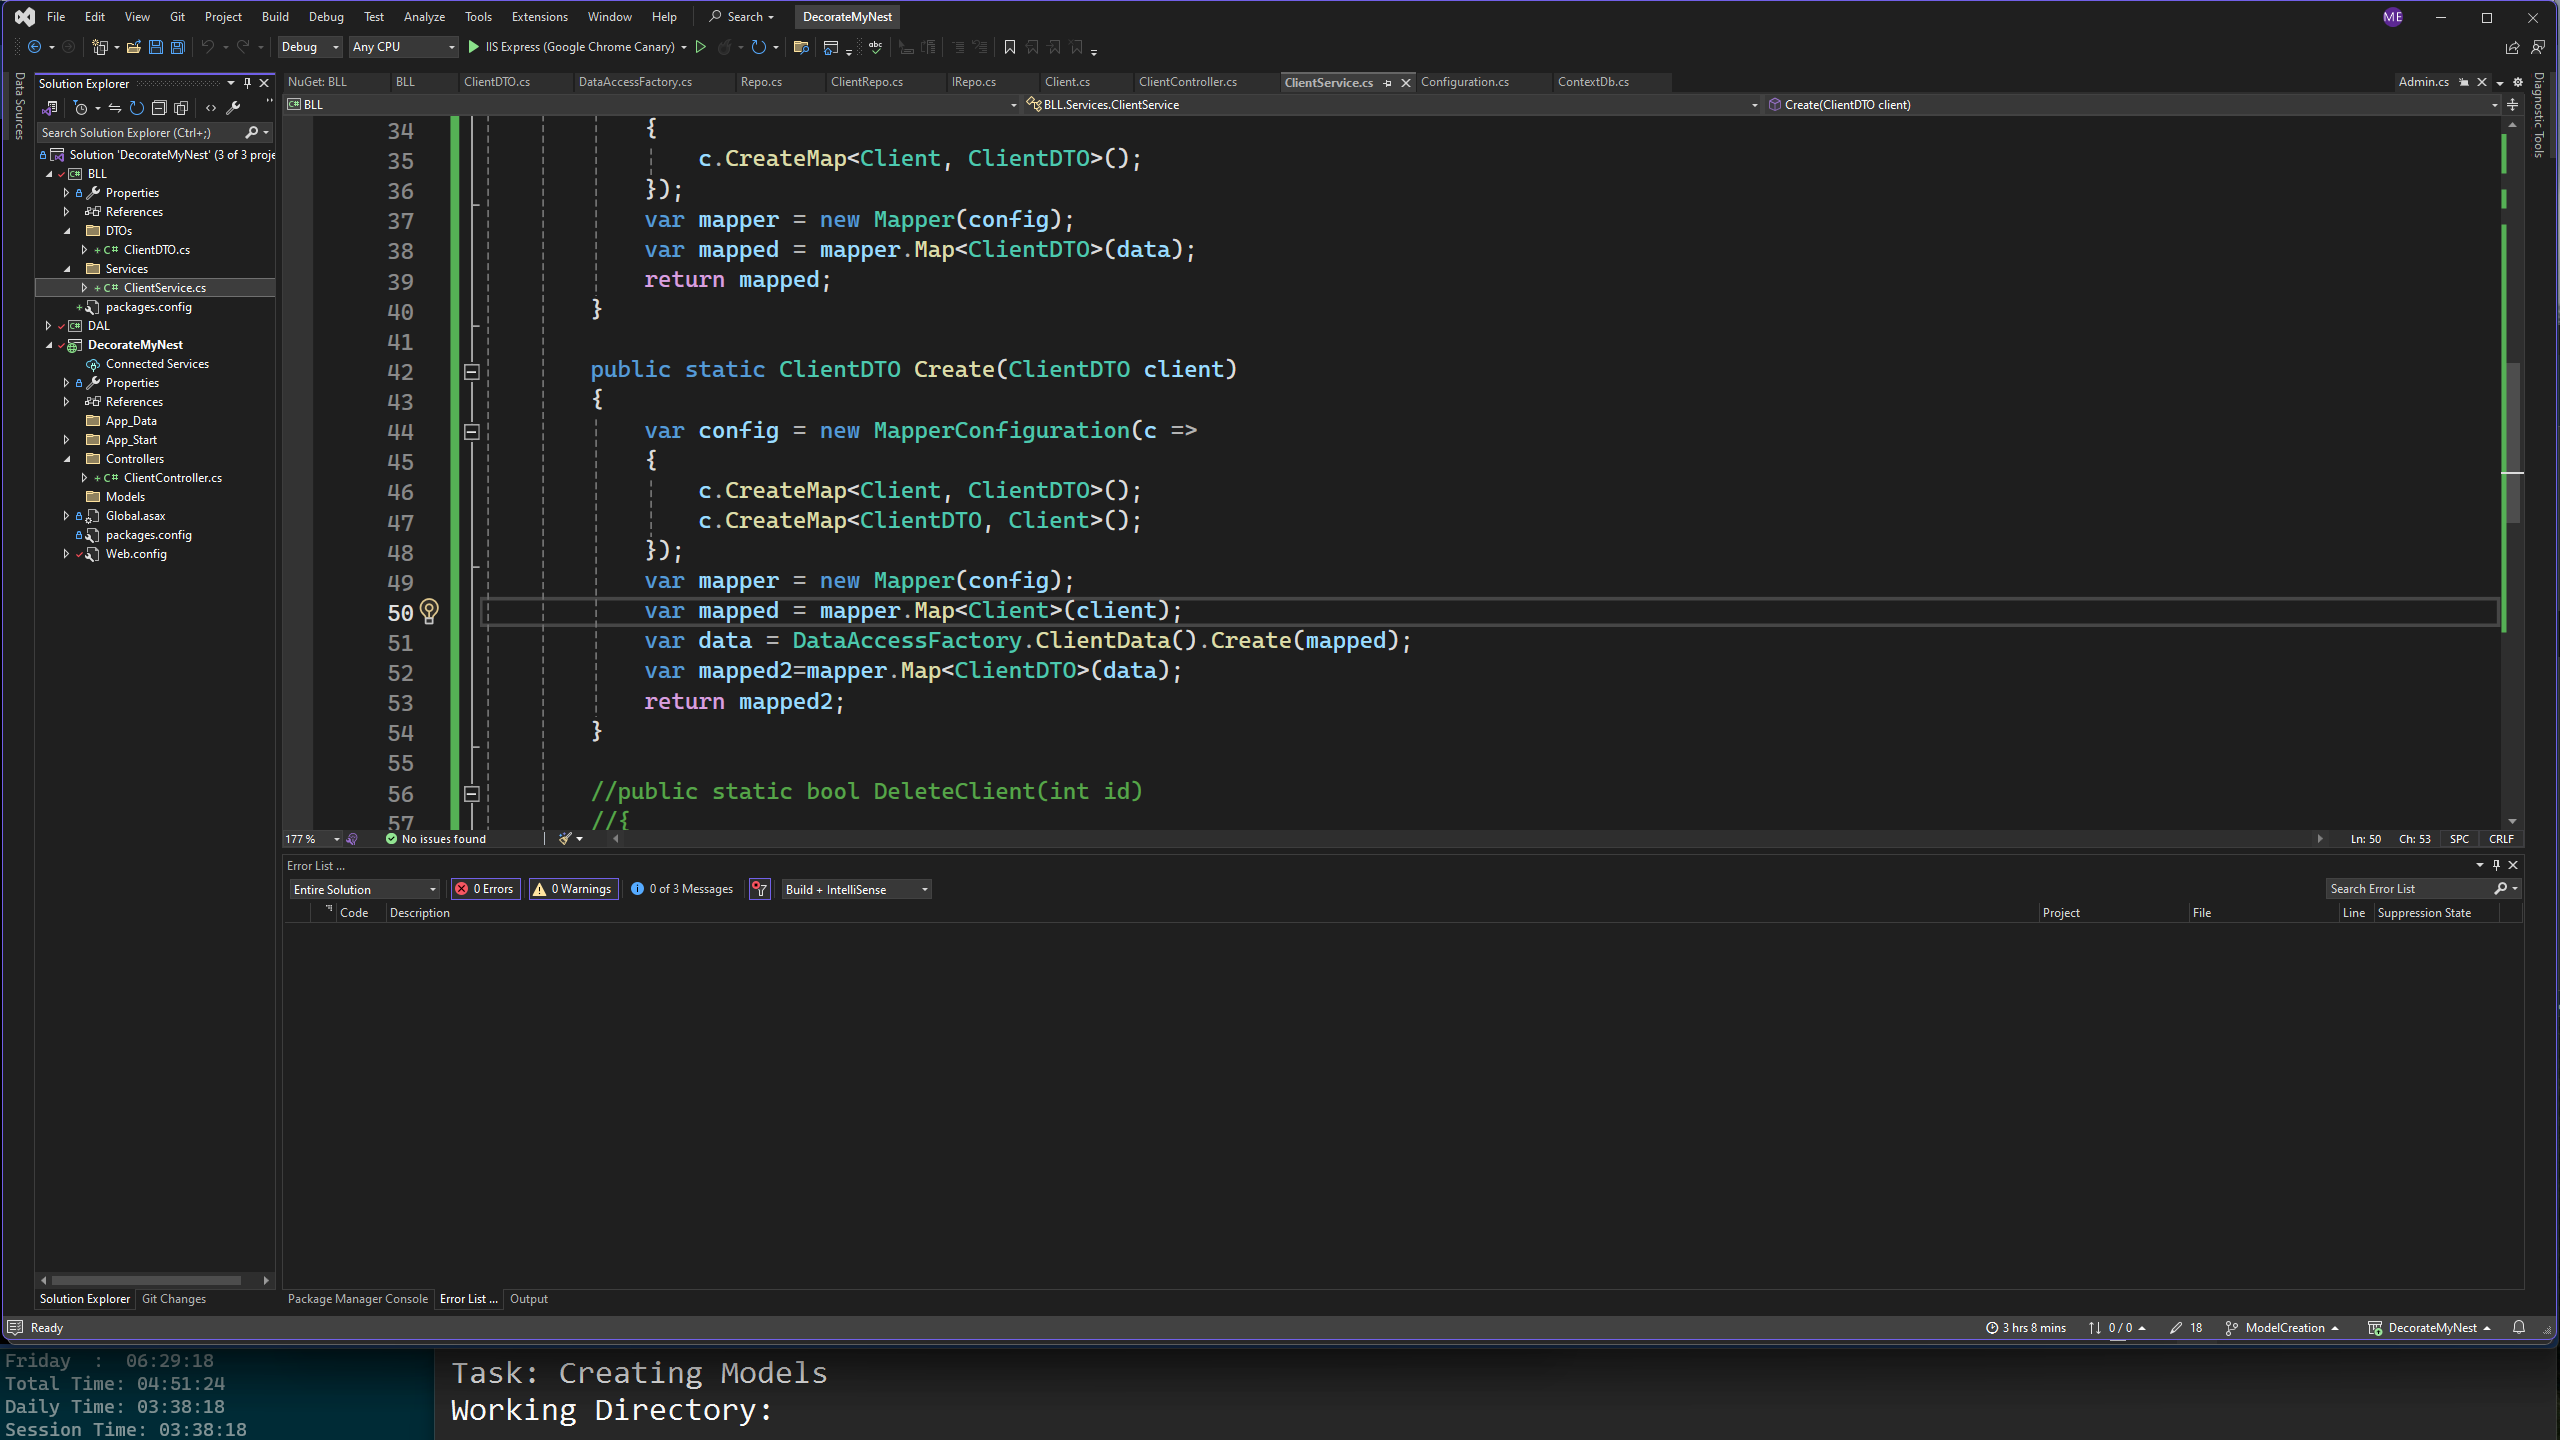 File Edit View Git Project Build Debug Test Analyze Tools Extensions Window Help Search DecorateMyNest ME
Debug Any CPU IIS Express (Google Chrome Canary)
Data Sources
Solution Explorer
Search Solution Explorer (Ctrl+;)
Solution 'DecorateMyNest' (3 of 3 proje
BLL
Properties
References
DTOs
C# ClientDTO.cs
Services
C# ClientService.cs
packages.config
DAL
DecorateMyNest
Connected Services
Properties
References
App_Data
App_Start
Controllers
C# ClientController.cs
Models
Global.asax
packages.config
Web.config
Solution Explorer Git Changes
NuGet: BLL BLL ClientDTO.cs DataAccessFactory.cs Repo.cs ClientRepo.cs IRepo.cs Client.cs ClientController.cs ClientService.cs Configuration.cs ContextDb.cs Admin.cs
BLL BLL.Services.ClientService Create(ClientDTO client)
Diagnostic Tools
34 {
35 c.CreateMap<Client, ClientDTO>();
36 });
37 var mapper = new Mapper(config);
38 var mapped = mapper.Map<ClientDTO>(data);
39 return mapped;
40 }
41
42 public static ClientDTO Create(ClientDTO client)
43 {
44 var config = new MapperConfiguration(c =>
45 {
46 c.CreateMap<Client, ClientDTO>();
47 c.CreateMap<ClientDTO, Client>();
48 });
49 var mapper = new Mapper(config);
50 var mapped = mapper.Map<Client>(client);
51 var data = DataAccessFactory.ClientData().Create(mapped);
52 var mapped2=mapper.Map<ClientDTO>(data);
53 return mapped2;
54 }
55
56 //public static bool DeleteClient(int id)
57 //{
177 % No issues found Ln: 50 Ch: 53 SPC CRLF
Error List ...
Entire Solution 0 Errors 0 Warnings 0 of 3 Messages Build + IntelliSense Search Error List
Code Description Project File Line Suppression State
Package Manager Console Error List ... Output
Ready 3 hrs 8 mins 0 / 0 18 ModelCreation DecorateMyNest
Friday : 06:29:18
Total Time: 04:51:24
Daily Time: 03:38:18
Session Time: 03:38:18
Task: Creating Models
Working Directory: